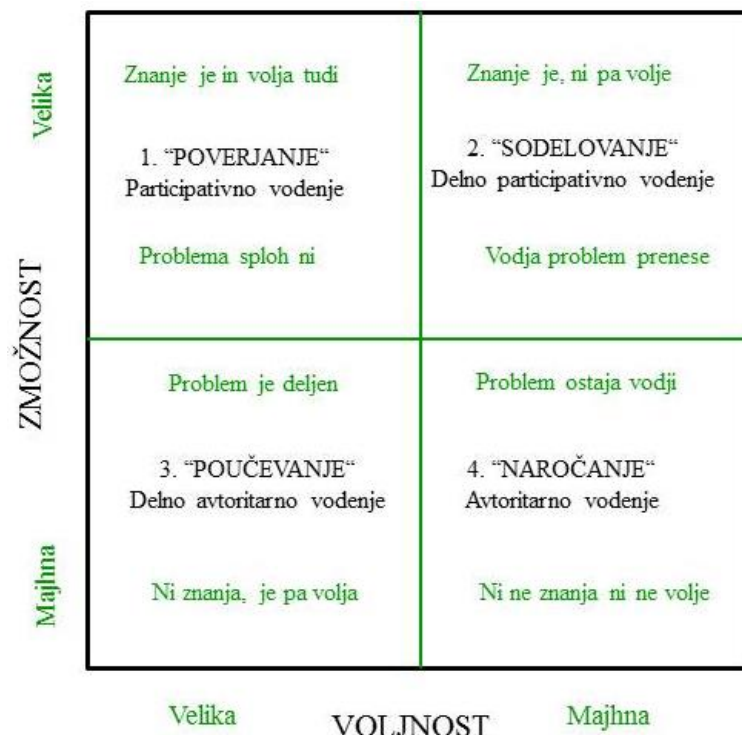 Znanje je in volja tudi
1. “POVERJANJE“
Participativno vodenje
Problema sploh ni
Znanje je, ni pa volje
2. “SODELOVANJE“
Delno participativno vodenje
Vodja problem prenese
Problem je deljen
3. “POUČEVANJE“
Delno avtoritarno vodenje
Ni znanja, je pa volja
Problem ostaja vodji
4. “NAROČANJE“
Avtoritarno vodenje
Ni ne znanja ni ne volje
Velika
ZMOŽNOST
Majhna
Velika
VOLJNOST
Majhna